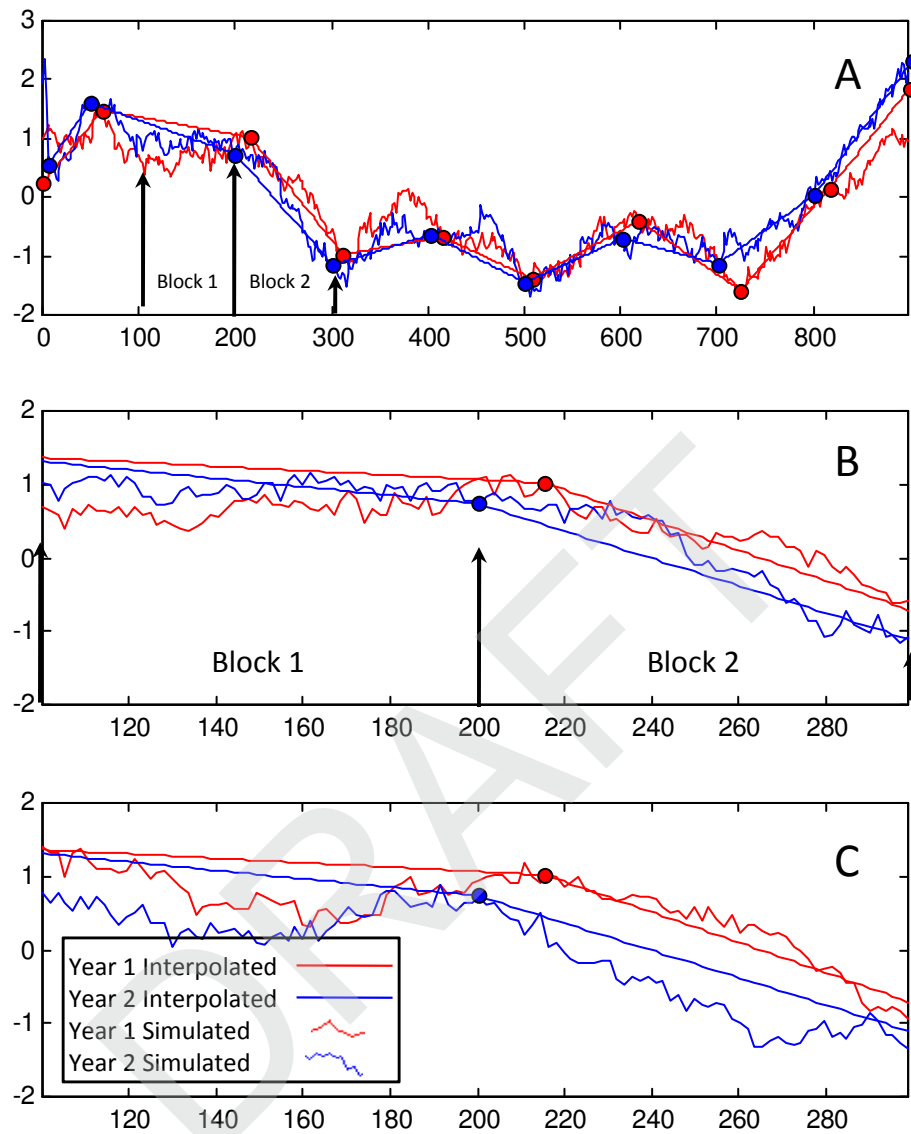 3
A
2
1
0
-1
Block 1 Block 2
-2
0 100 200 300 400 500 600 700 800
2
B
1
0
-1
Block 1 Block 2
-2
120 140 160 180 200 220 240 260 280
2
C
1
0
Year 1 Interpolated
Year 2 Interpolated
-1
Year 1 Simulated
Year 2 Simulated
-2
120 140 160 180 200 220 240 260 280
DRAFT